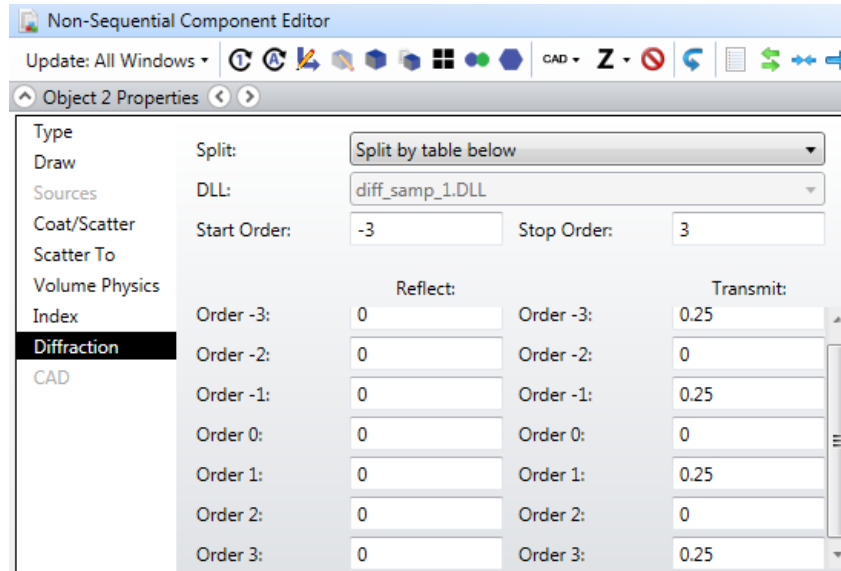 Non-Sequential Component Editor
Update: All Windows CAD Z
Object 2 Properties
Type
Draw
Sources
Coat/Scatter
Scatter To
Volume Physics
Index
Diffraction
CAD
Split: Split by table below
DLL: diff_samp_1.DLL
Start Order: -3 Stop Order: 3
Reflect: Transmit:
Order -3: 0 Order -3: 0.25
Order -2: 0 Order -2: 0
Order -1: 0 Order -1: 0.25
Order 0: 0 Order 0: 0
Order 1: 0 Order 1: 0.25
Order 2: 0 Order 2: 0
Order 3: 0 Order 3: 0.25